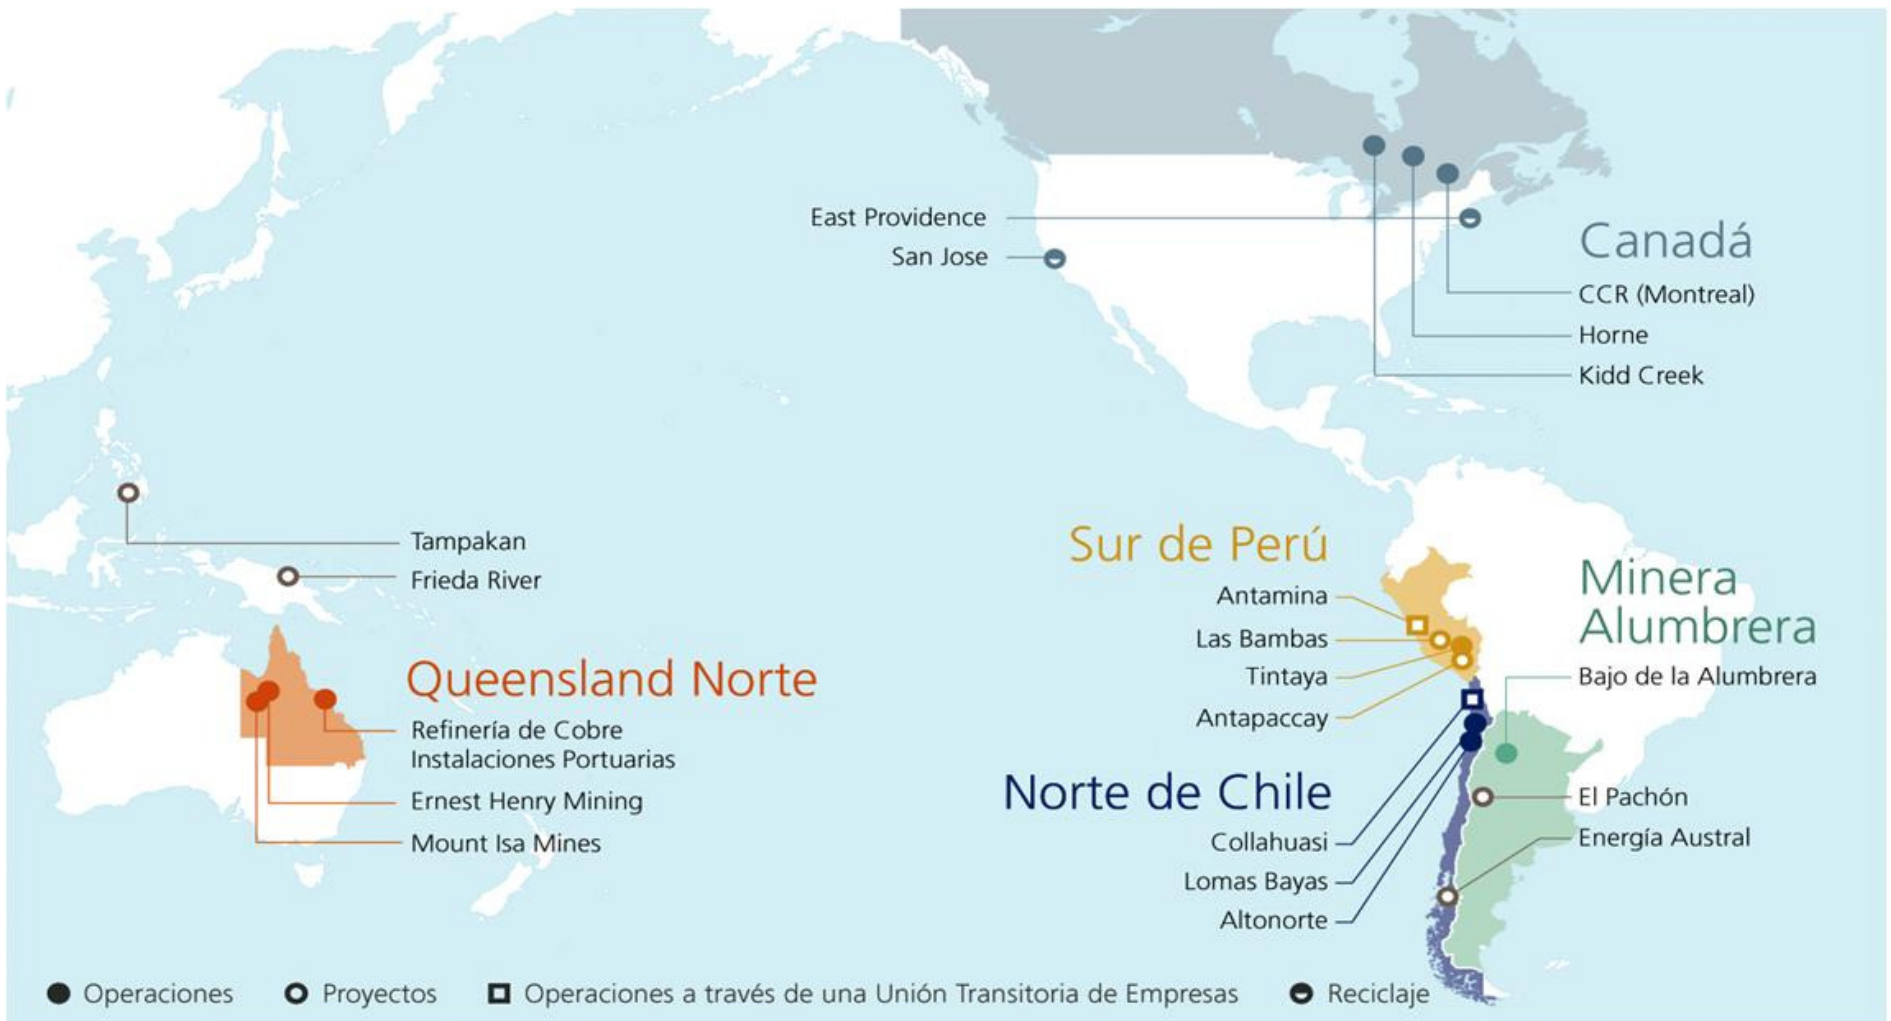 East Providence
San Jose
Canadá
CCR (Montreal)
Horne
Kidd Creek
Tampakan
Frieda River
Queensland Norte
Refinería de Cobre
Instalaciones Portuarias
Ernest Henry Mining
Mount Isa Mines
Sur de Perú
Antamina
Las Bambas
Tintaya
Antapaccay
Norte de Chile
Collahuasi
Lomas Bayas
Altonorte
Minera
Alumbrera
Bajo de la Alumbrera
El Pachón
Energía Austral
Operaciones Proyectos Operaciones a través de una Unión Transitoria de Empresas Reciclaje